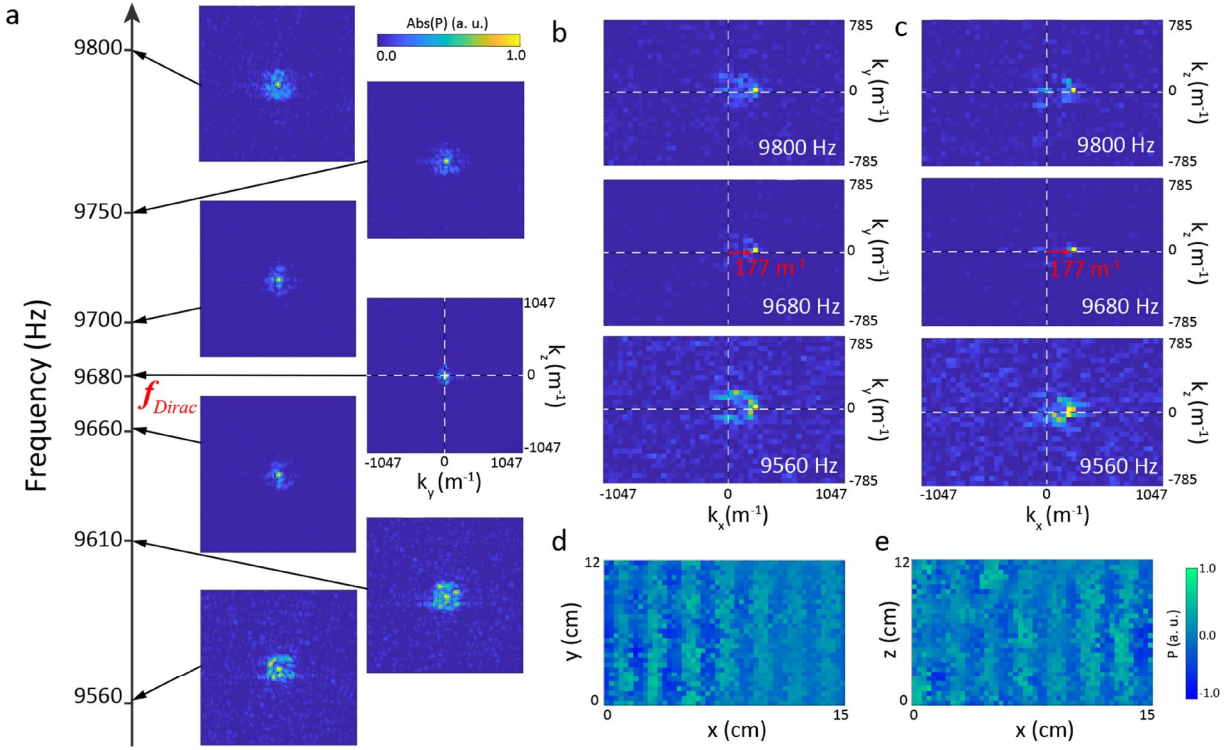 a
Frequency (Hz)
9800
9750
9700
9680
f Dirac
9660
9610
9560
Abs(P) (a. u.)
0.0 1.0
1047
0
-1047
k_z (m⁻¹)
-1047 0 1047
k_y (m⁻¹)
b
785
0
-785
k_y (m⁻¹)
9800 Hz
785
0
-785
k_y (m⁻¹)
177 m⁻¹
9680 Hz
785
0
-785
k_y (m⁻¹)
9560 Hz
-1047 0 1047
k_x(m⁻¹)
c
785
0
-785
k_z (m⁻¹)
9800 Hz
785
0
-785
k_z (m⁻¹)
177 m⁻¹
9680 Hz
785
0
-785
k_z (m⁻¹)
9560 Hz
-1047 0 1047
k_x(m⁻¹)
d
12
y (cm)
0
0 15
x (cm)
e
12
z (cm)
0
0 15
x (cm)
1.0
0.0
-1.0
P (a. u.)